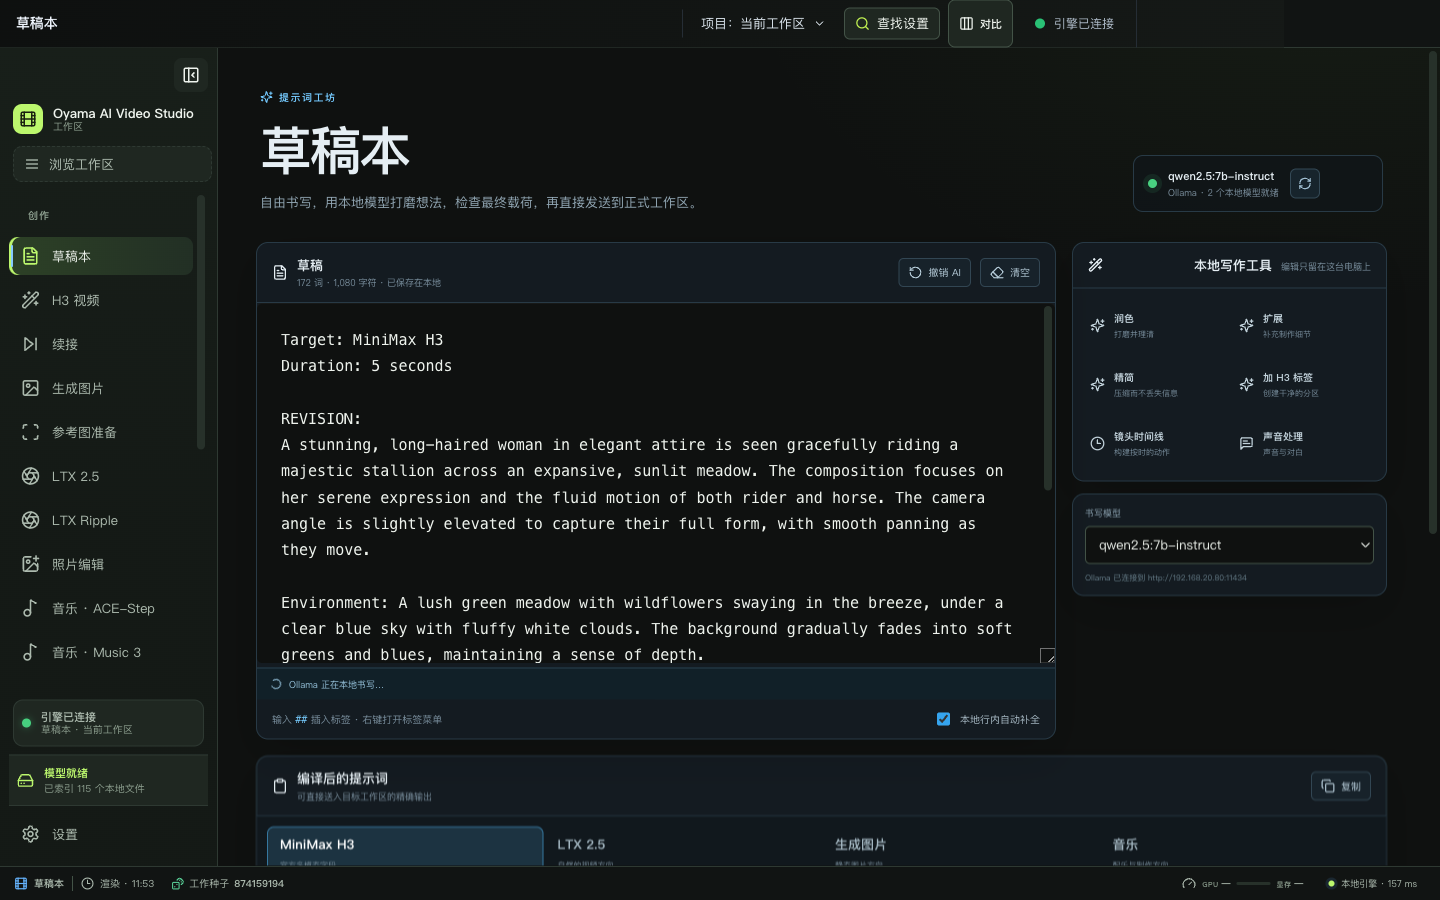 草稿本
项目：当前工作区
查找设置
对比
引擎已连接
Oyama AI Video Studio
工作区
浏览工作区
创作
草稿本
H3 视频
续接
生成图片
参考图准备
LTX 2.5
LTX Ripple
照片编辑
音乐 · ACE-Step
音乐 · Music 3
引擎已连接
草稿本 · 当前工作区
模型就绪
已索引 115 个本地文件
设置
提示词工坊
草稿本
自由书写，用本地模型打磨想法，检查最终载荷，再直接发送到正式工作区。
qwen2.5:7b-instruct
Ollama · 2 个本地模型就绪
草稿
172 词 · 1,080 字符 · 已保存在本地
撤销 AI
清空
Target: MiniMax H3
Duration: 5 seconds
REVISION:
A stunning, long-haired woman in elegant attire is seen gracefully riding a
majestic stallion across an expansive, sunlit meadow. The composition focuses on
her serene expression and the fluid motion of both rider and horse. The camera
angle is slightly elevated to capture their full form, with smooth panning as
they move.
Environment: A lush green meadow with wildflowers swaying in the breeze, under a
clear blue sky with fluffy white clouds. The background gradually fades into soft
greens and blues, maintaining a sense of depth.
Ollama 正在本地书写...
输入 ## 插入标签 · 右键打开标签菜单
本地行内自动补全
本地写作工具
编辑只留在这台电脑上
润色
打磨并理清
扩展
补充制作细节
精简
压缩而不丢失信息
加 H3 标签
创建干净的分区
镜头时间线
构建按时的动作
声音处理
声音与对白
书写模型
qwen2.5:7b-instruct
Ollama 已连接到 http://192.168.20.80:11434
编译后的提示词
可直接送入目标工作区的精确输出
复制
MiniMax H3
LTX 2.5
生成图片
音乐
草稿本
渲染 · 11:53
工作种子 874159194
GPU —
显存 —
本地引擎 · 157 ms